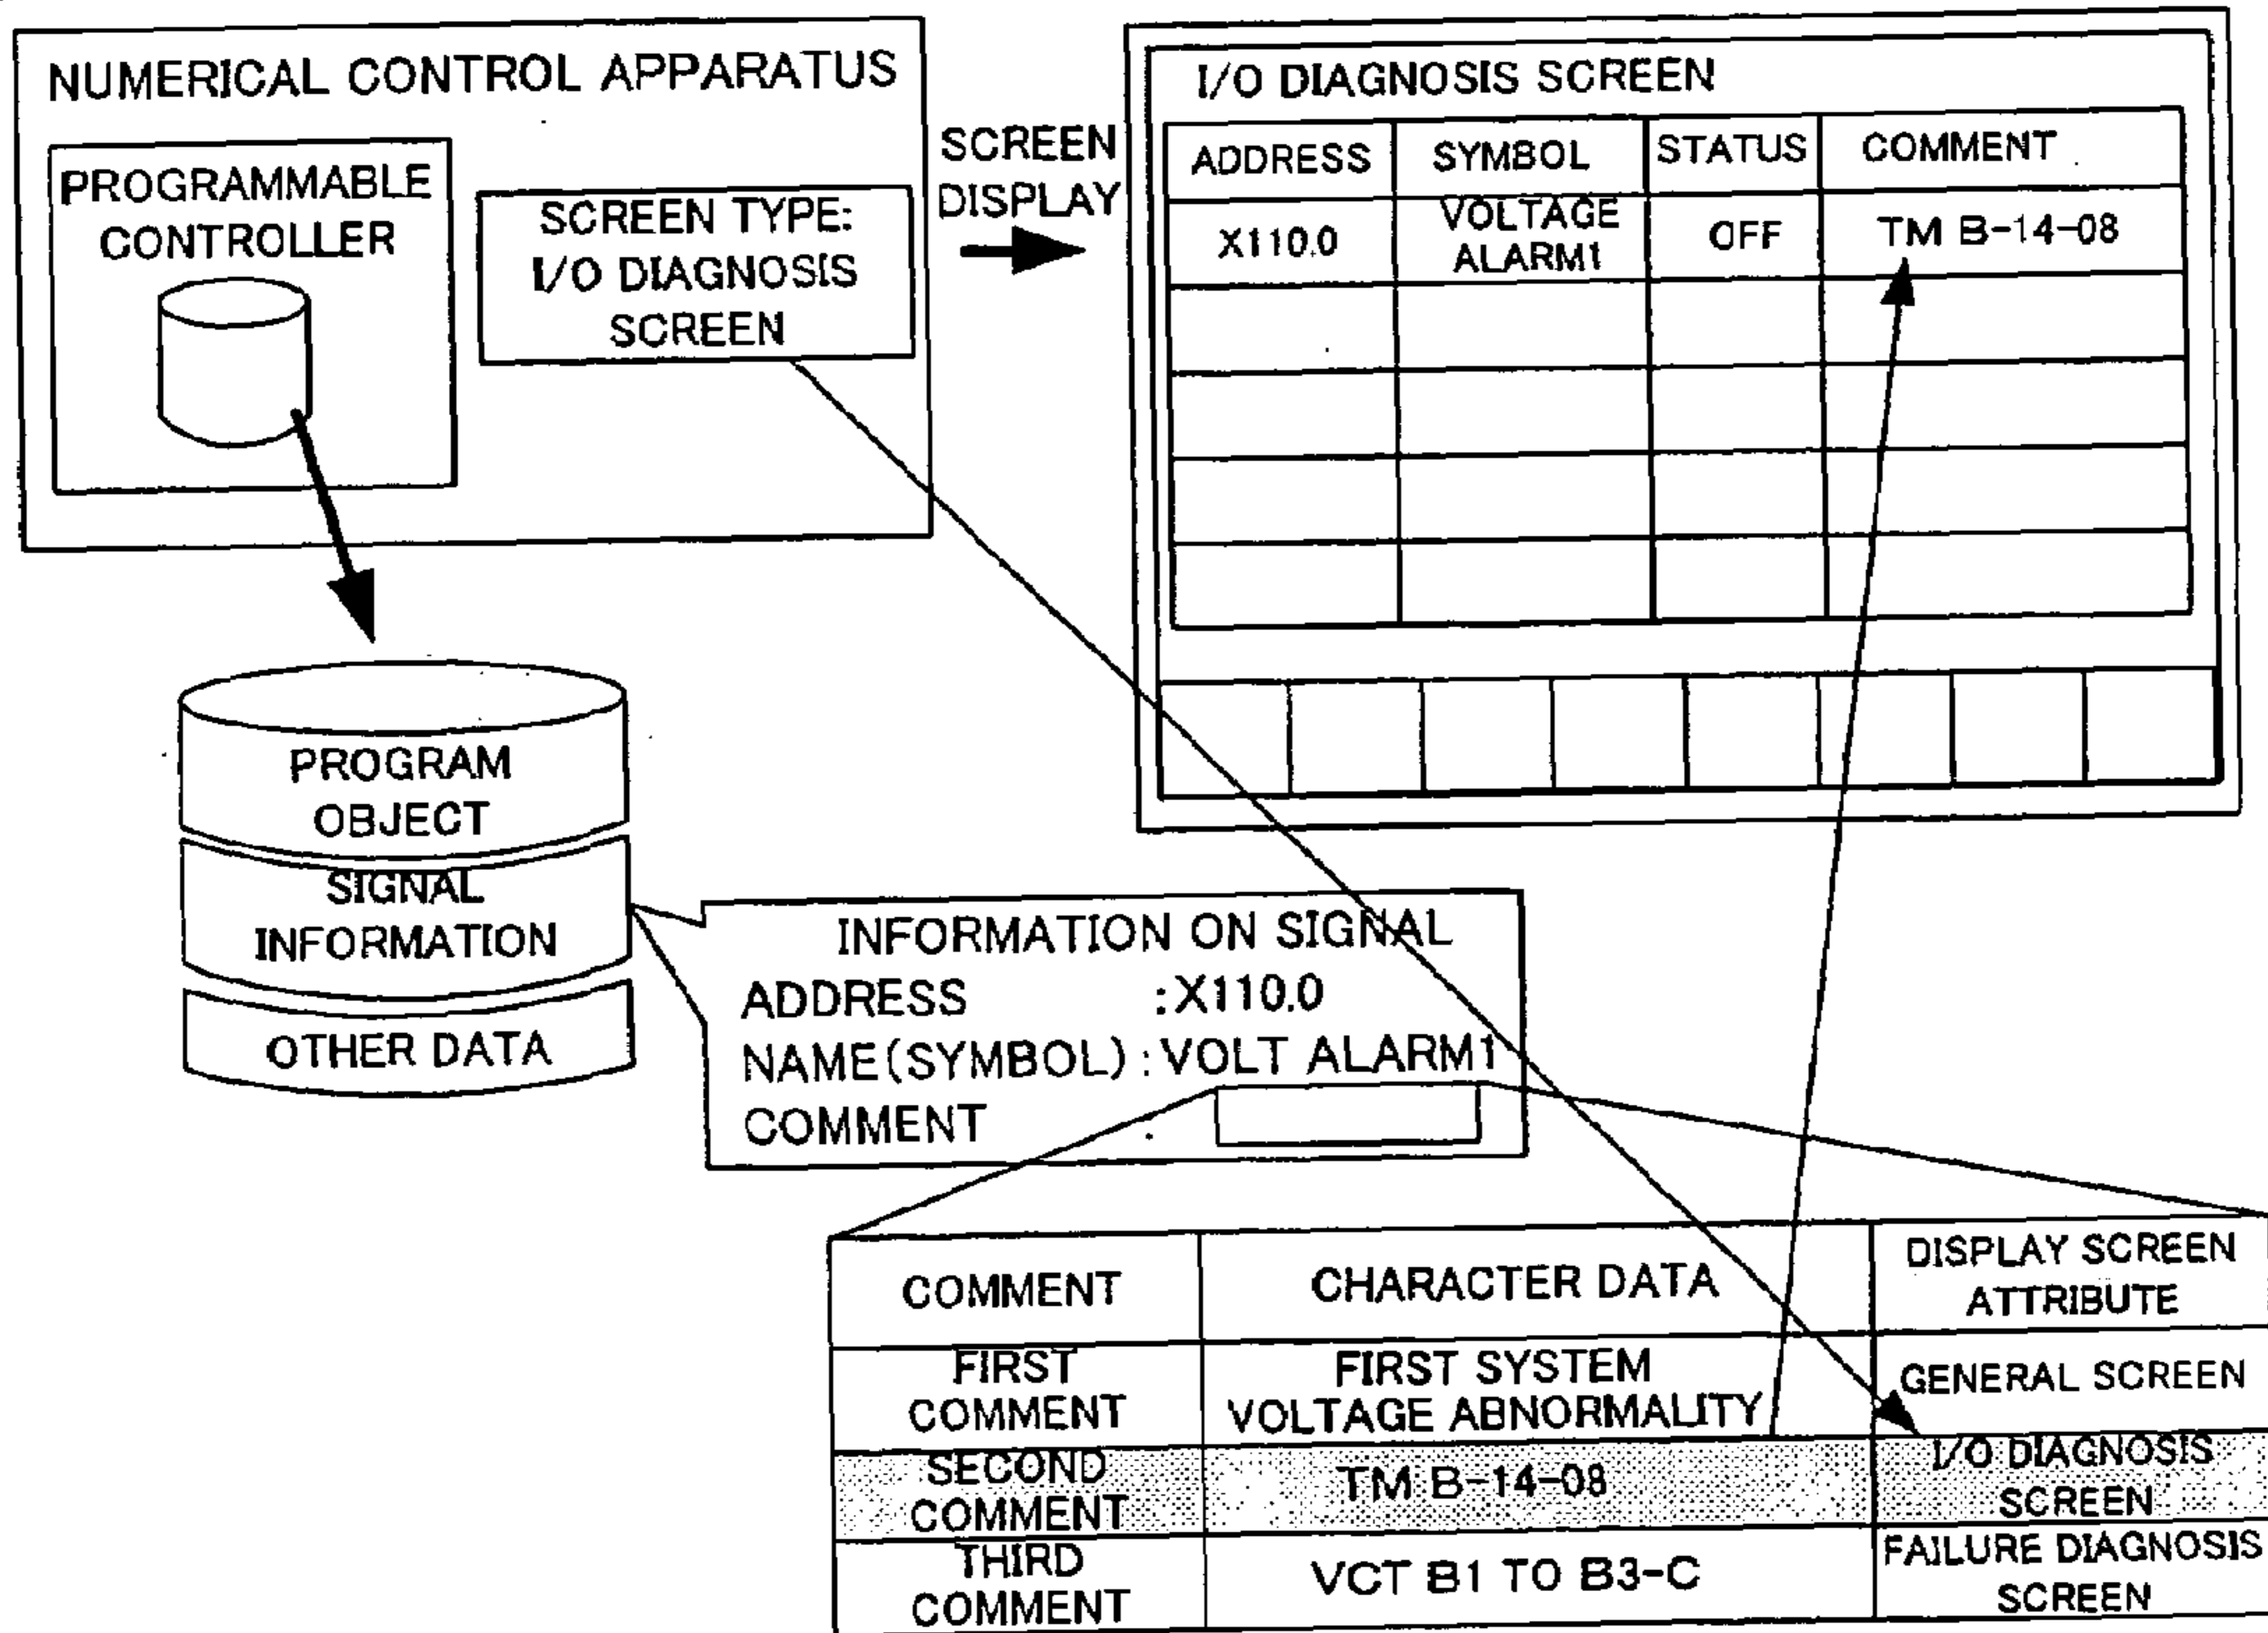 NUMERICAL CONTROL APPARATUS
PROGRAMMABLE
CONTROLLER
SCREEN TYPE:
I/O DIAGNOSIS
SCREEN
SCREEN
DISPLAY
I/O DIAGNOSIS SCREEN
ADDRESS SYMBOL STATUS COMMENT
X110.0 VOLTAGE ALARM1 OFF TM B-14-08
PROGRAM
OBJECT
SIGNAL
INFORMATION
OTHER DATA
INFORMATION ON SIGNAL
ADDRESS :X110.0
NAME(SYMBOL):VOLT ALARM1
COMMENT
COMMENT CHARACTER DATA DISPLAY SCREEN ATTRIBUTE
FIRST COMMENT FIRST SYSTEM VOLTAGE ABNORMALITY GENERAL SCREEN
SECOND COMMENT TM B-14-08 I/O DIAGNOSIS SCREEN
THIRD COMMENT VCT B1 TO B3-C FAILURE DIAGNOSIS SCREEN